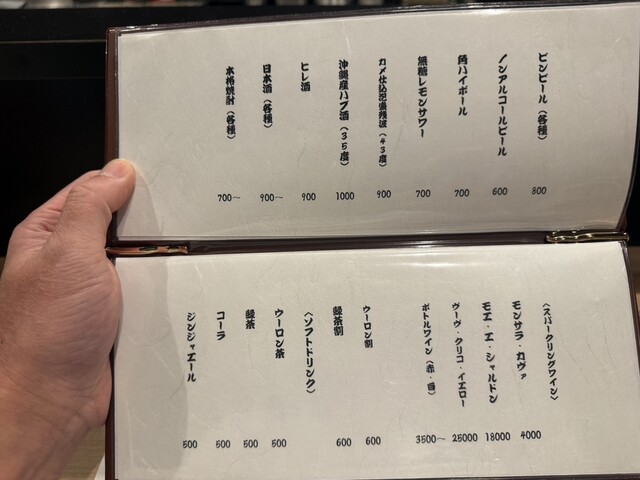 ビンビール（各種） 800
ノンアルコールビール 600
角ハイボール 700
無糖レモンサワー 700
カメ仕込泡盛残波（43度） 900
沖縄産ハブ酒（35度） 1000
ヒレ酒 900
日本酒（各種） 900～
本格焼酎（各種） 700～
〈スパークリングワイン〉
モンサラ・カヴァ 4000
モエ・エ・シャルドン 18000
ヴーヴ・クリコ・イエロー 25000
ボトルワイン（赤・白） 3500～
ウーロン割 600
緑茶割 600
〈ソフトドリンク〉
ウーロン茶 500
緑茶 500
コーラ 500
ジンジャエール 500